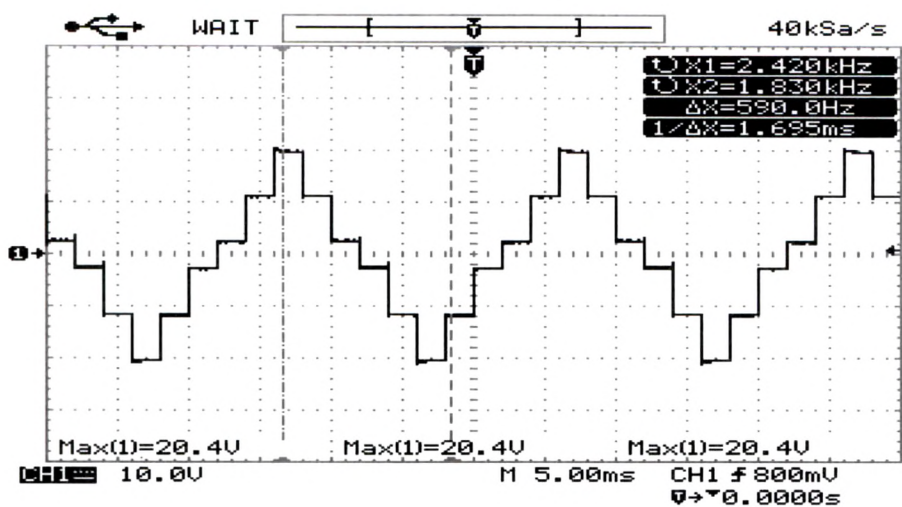 WAIT 40kSa/s
T
T
X1=2.420kHz
X2=1.830kHz
ΔX=590.0Hz
1/ΔX=1.695ms
1
Max(1)=20.4V Max(1)=20.4V Max(1)=20.4V
CH1 10.0V M 5.00ms CH1 800mV
T→▼0.0000s